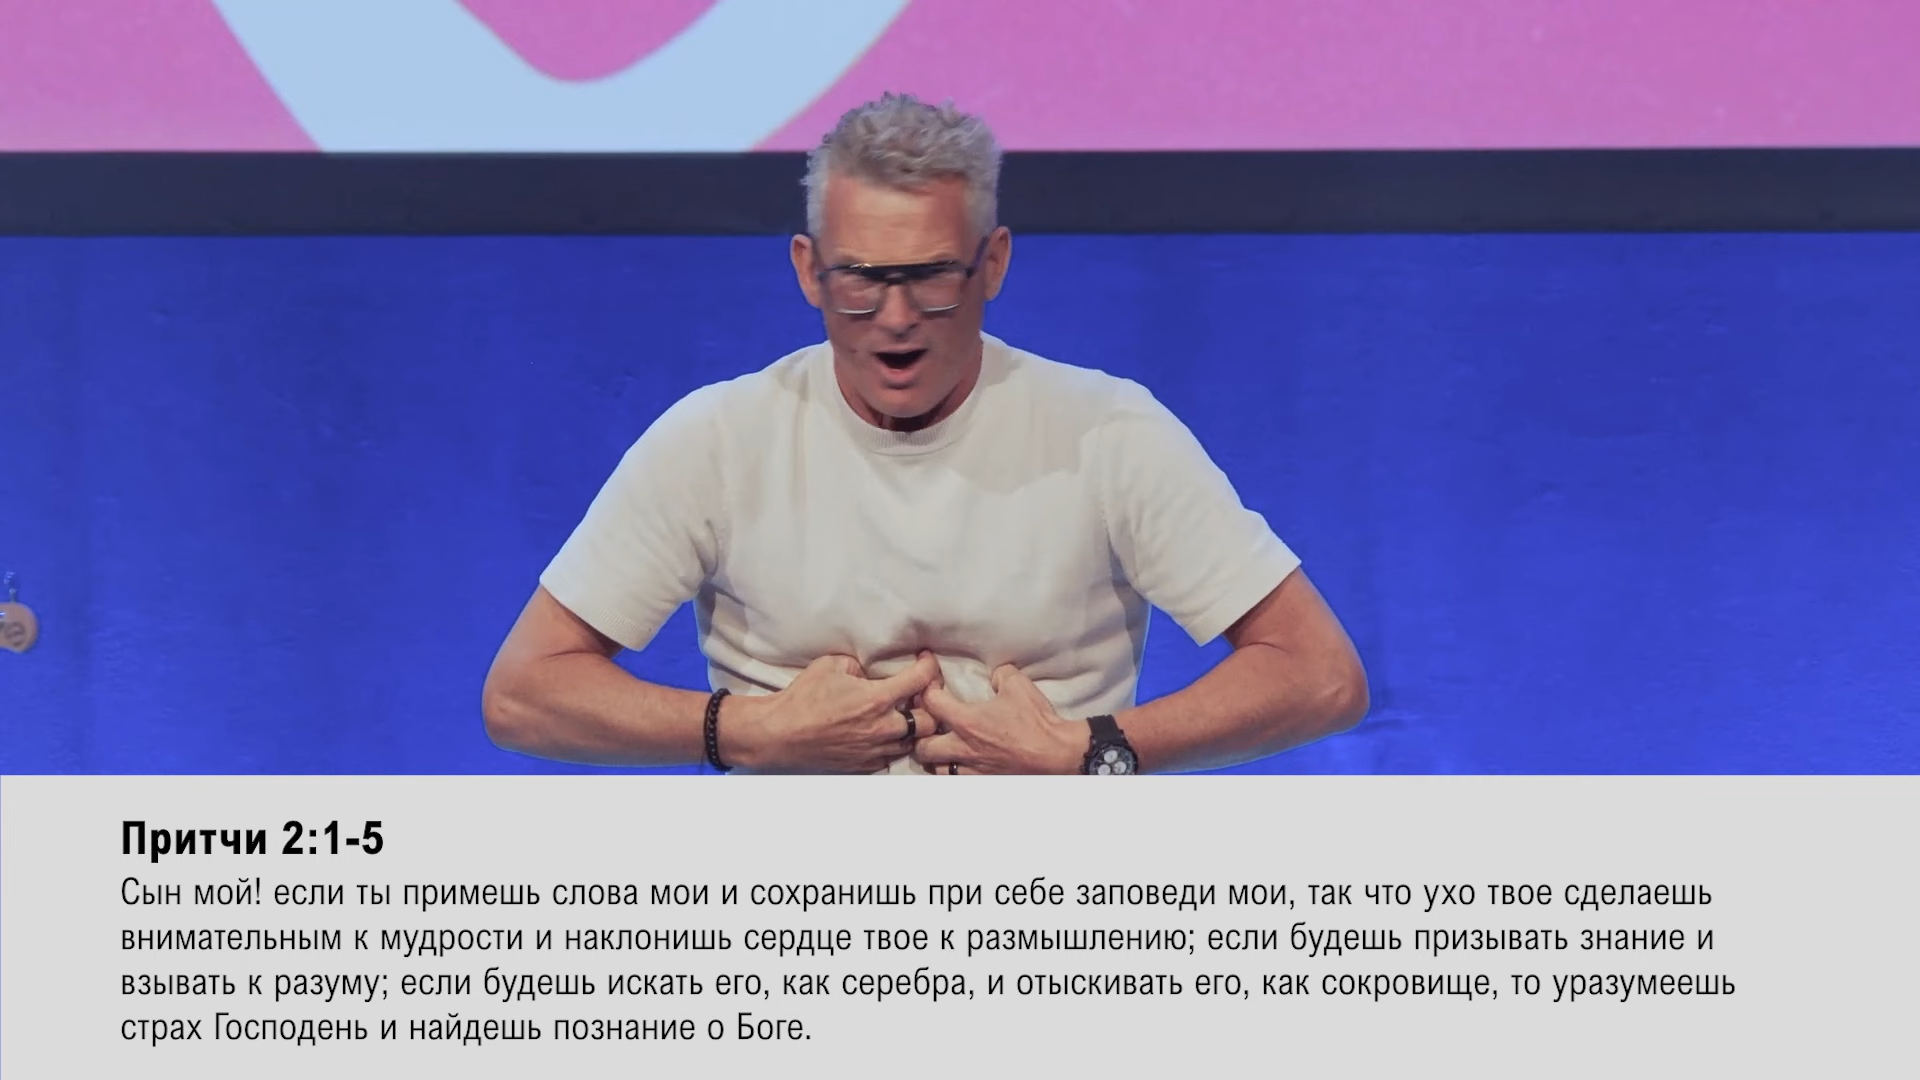 Притчи 2:1-5
Сын мой! если ты примешь слова мои и сохранишь при себе заповеди мои, так что ухо твое сделаешь
внимательным к мудрости и наклонишь сердце твое к размышлению; если будешь призывать знание и
взывать к разуму; если будешь искать его, как серебра, и отыскивать его, как сокровище, то уразумеешь
страх Господень и найдешь познание о Боге.